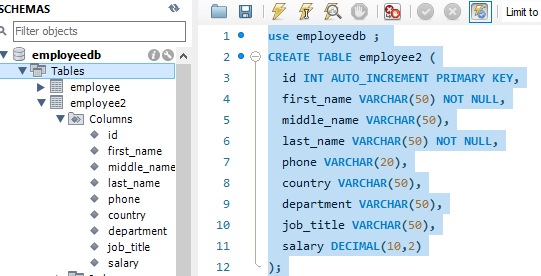 SCHEMAS
Limit to
Filter objects
employeedb
Tables
employee
employee2
Columns
id
first_name
middle_name
last_name
phone
country
department
job_title
salary
1 use employeedb ;
2 CREATE TABLE employee2 (
3 id INT AUTO_INCREMENT PRIMARY KEY,
4 first_name VARCHAR(50) NOT NULL,
5 middle_name VARCHAR(50),
6 last_name VARCHAR(50) NOT NULL,
7 phone VARCHAR(20),
8 country VARCHAR(50),
9 department VARCHAR(50),
10 job_title VARCHAR(50),
11 salary DECIMAL(10,2)
12 );